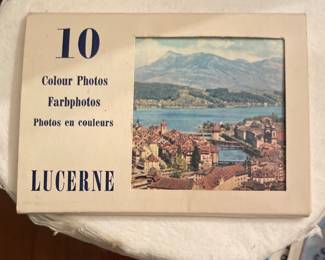 10
Colour Photos
Farbphotos
Photos en couleurs
LUCERNE